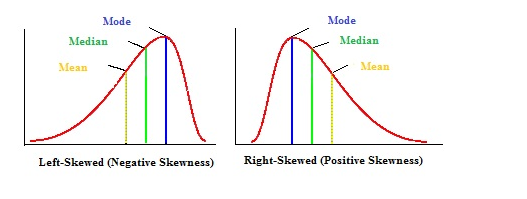 Mode
Median
Mean
Left-Skewed (Negative Skewness)
Mode
Median
Mean
Right-Skewed (Positive Skewness)